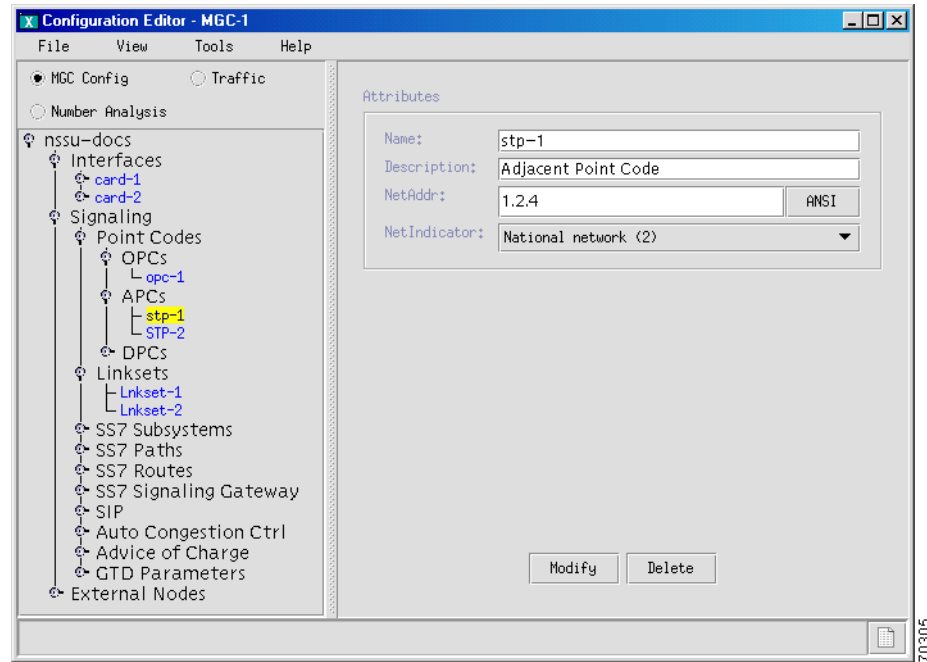 Configuration Editor - MGC-1
File View Tools Help
MGC Config Traffic
Number Analysis
nssu-docs
Interfaces
card-1
card-2
Signaling
Point Codes
OPCs
opc-1
APCs
stp-1
STP-2
DPCs
Linksets
Lnkset-1
Lnkset-2
SS7 Subsystems
SS7 Paths
SS7 Routes
SS7 Signaling Gateway
SIP
Auto Congestion Ctrl
Advice of Charge
GTD Parameters
External Nodes
Attributes
Name: stp-1
Description: Adjacent Point Code
NetAddr: 1.2.4 ANSI
NetIndicator: National network (2)
Modify Delete
70305